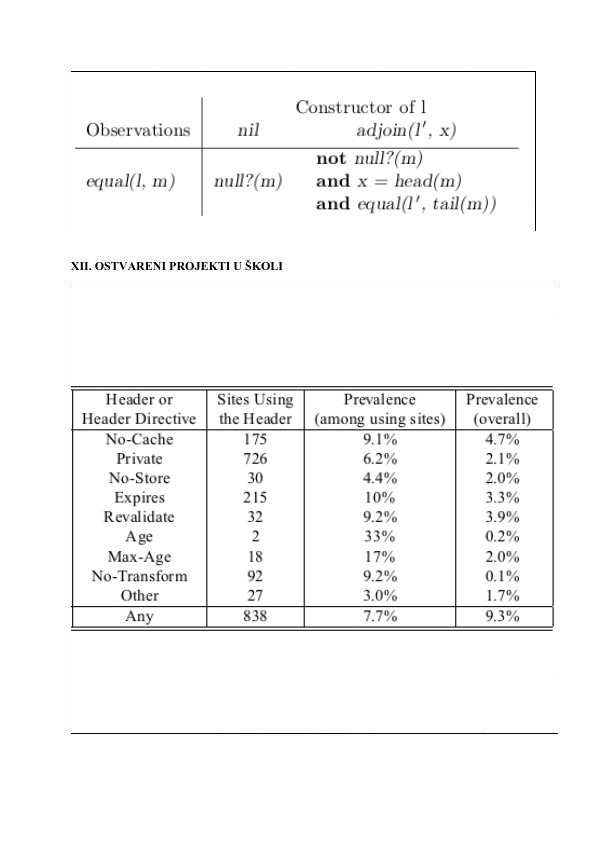 Constructor of l
Observations nil adjoin(l′, x)
not null?(m)
equal(l, m) null?(m) and x = head(m)
and equal(l′, tail(m))
XII. OSTVARENI PROJEKTI U ŠKOLI
Header or Sites Using Prevalence Prevalence
Header Directive the Header (among using sites) (overall)
No-Cache 175 9.1% 4.7%
Private 726 6.2% 2.1%
No-Store 30 4.4% 2.0%
Expires 215 10% 3.3%
Revalidate 32 9.2% 3.9%
Age 2 33% 0.2%
Max-Age 18 17% 2.0%
No-Transform 92 9.2% 0.1%
Other 27 3.0% 1.7%
Any 838 7.7% 9.3%